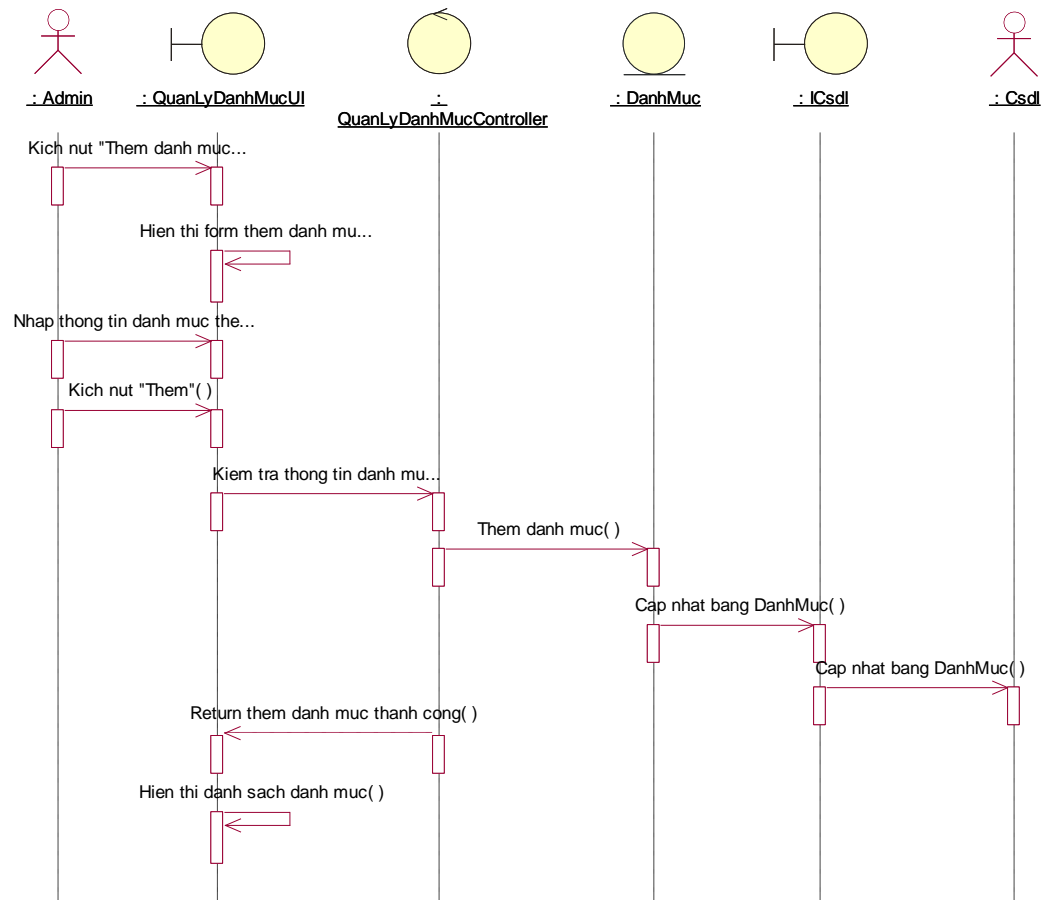 : Admin
: QuanLyDanhMucUI
:
QuanLyDanhMucController
: DanhMuc
: ICsdl
: Csdl
Kich nut "Them danh muc...
Hien thi form them danh mu...
Nhap thong tin danh muc the...
Kich nut "Them"( )
Kiem tra thong tin danh mu...
Them danh muc( )
Cap nhat bang DanhMuc( )
Cap nhat bang DanhMuc( )
Return them danh muc thanh cong( )
Hien thi danh sach danh muc( )